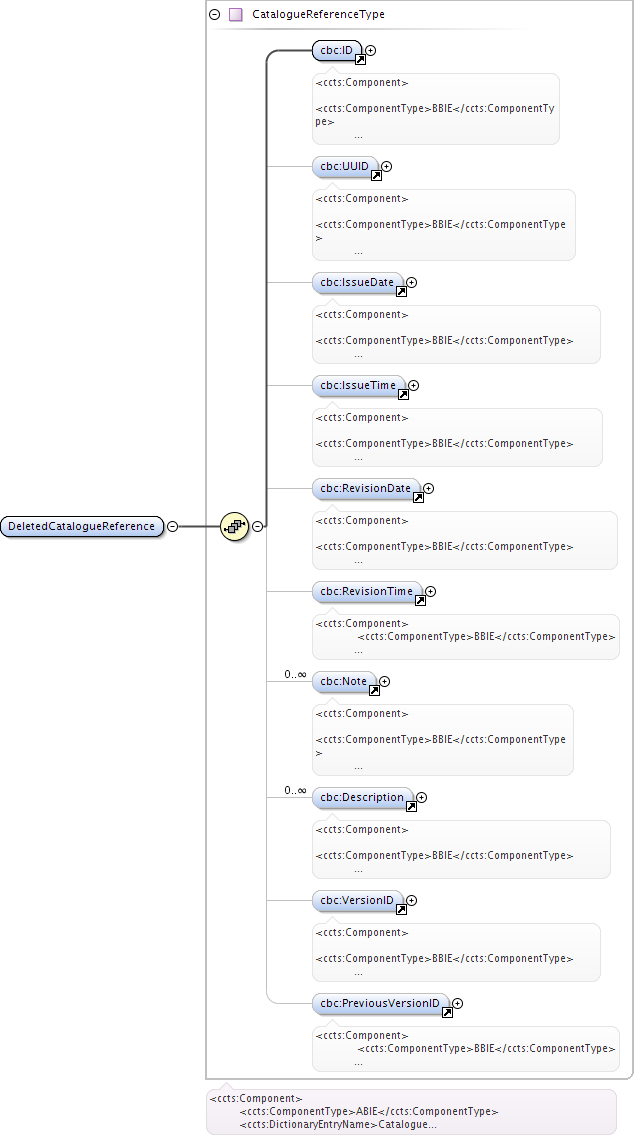 CatalogueReferenceType
cbc:ID
<ccts:Component>
<ccts:ComponentType>BBIE</ccts:ComponentTy
pe>
...
cbc:UUID
<ccts:Component>
<ccts:ComponentType>BBIE</ccts:ComponentType
>
...
cbc:IssueDate
<ccts:Component>
<ccts:ComponentType>BBIE</ccts:ComponentType>
...
cbc:IssueTime
<ccts:Component>
<ccts:ComponentType>BBIE</ccts:ComponentType>
...
cbc:RevisionDate
<ccts:Component>
<ccts:ComponentType>BBIE</ccts:ComponentType>
...
DeletedCatalogueReference
cbc:RevisionTime
<ccts:Component>
<ccts:ComponentType>BBIE</ccts:ComponentType>
...
0..∞
cbc:Note
<ccts:Component>
<ccts:ComponentType>BBIE</ccts:ComponentType
>
...
0..∞
cbc:Description
<ccts:Component>
<ccts:ComponentType>BBIE</ccts:ComponentType>
...
cbc:VersionID
<ccts:Component>
<ccts:ComponentType>BBIE</ccts:ComponentType>
...
cbc:PreviousVersionID
<ccts:Component>
<ccts:ComponentType>BBIE</ccts:ComponentType>
...
<ccts:Component>
<ccts:ComponentType>ABIE</ccts:ComponentType>
<ccts:DictionaryEntryName>Catalogue...